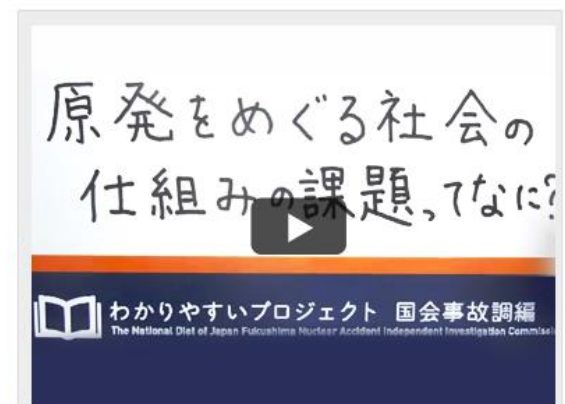 原発をめぐる社会の
仕組みの課題ってなに?
わかりやすいプロジェクト 国会事故調編
The National Diet of Japan Fukushima Nuclear Accident Independent Investigation